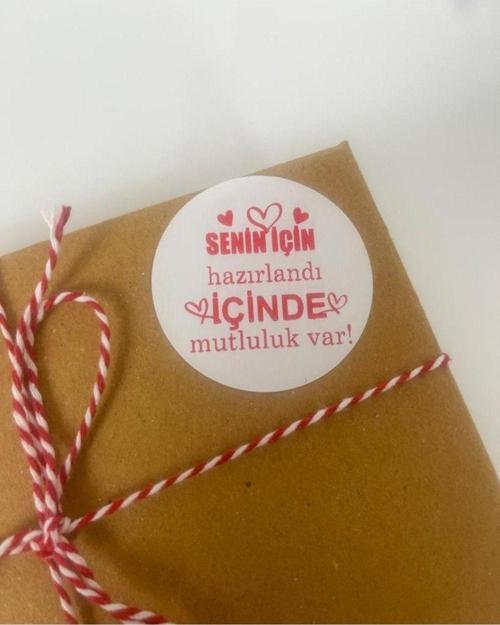 SENİN İÇİN
hazırlandı
İÇİNDE
mutluluk var!